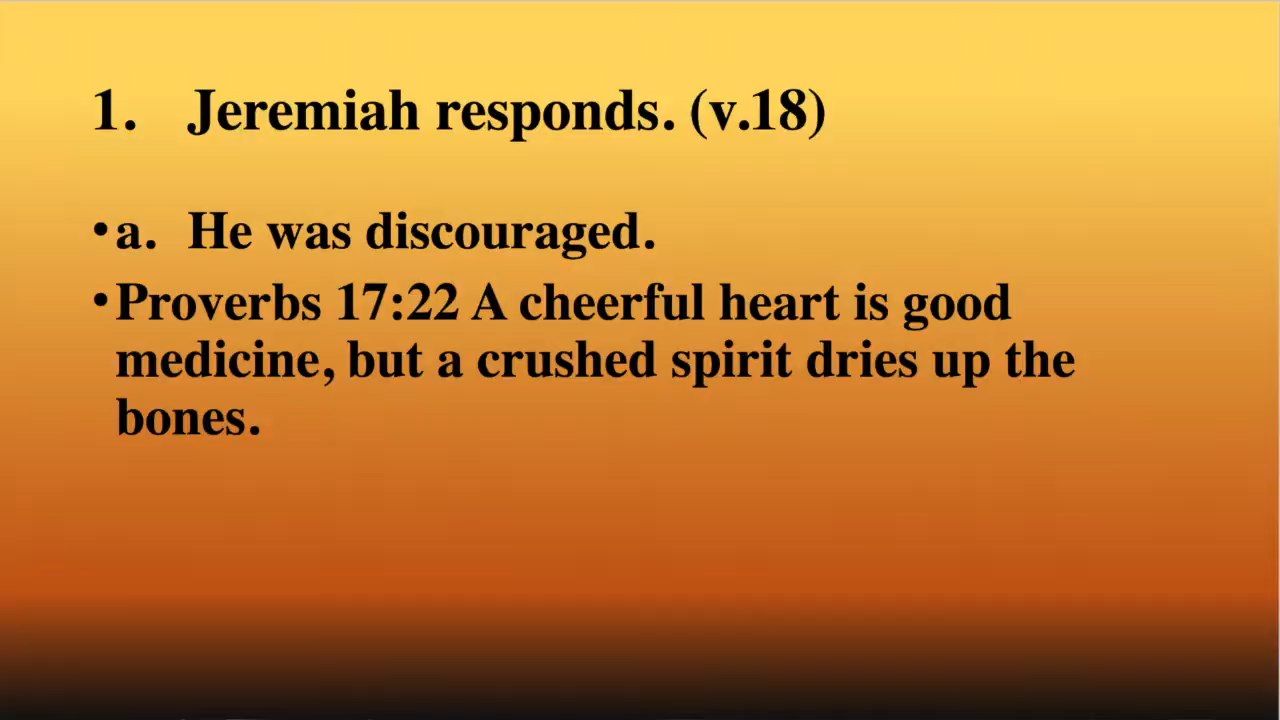 1. Jeremiah responds. (v.18)
•a. He was discouraged.
•Proverbs 17:22 A cheerful heart is good
medicine, but a crushed spirit dries up the
bones.